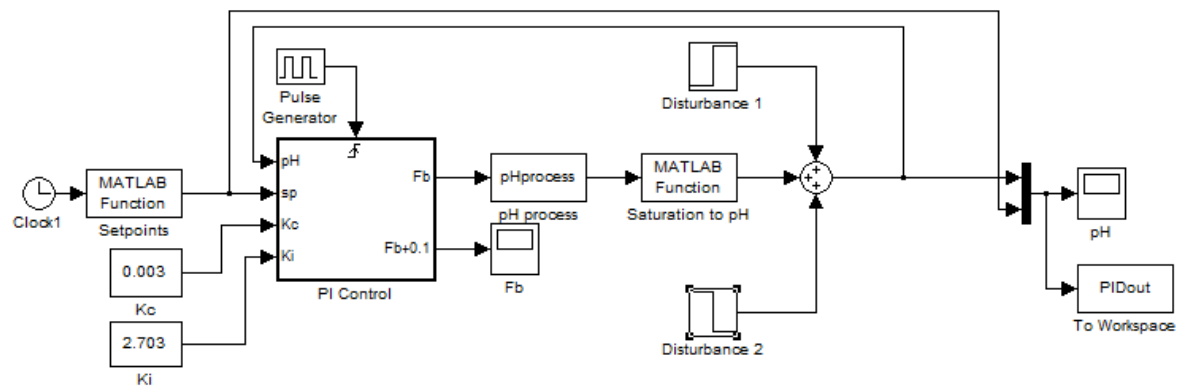 Pulse
Generator
Disturbance 1
MATLAB
Function
Clock1
Setpoints
pH
sp
Kc
Ki
Fb
Fb+0.1
PI Control
pHprocess
pH process
MATLAB
Function
Saturation to pH
Fb
pH
0.003
Kc
2.703
Ki
Disturbance 2
PIDout
To Workspace